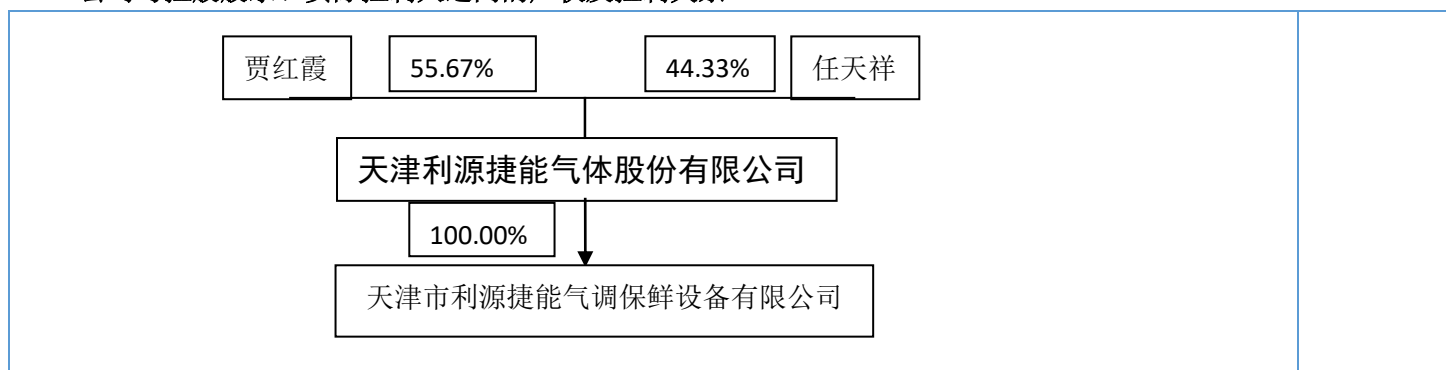 贾红霞 55.67% 44.33% 任天祥
天津利源捷能气体股份有限公司
100.00%
天津市利源捷能气调保鲜设备有限公司